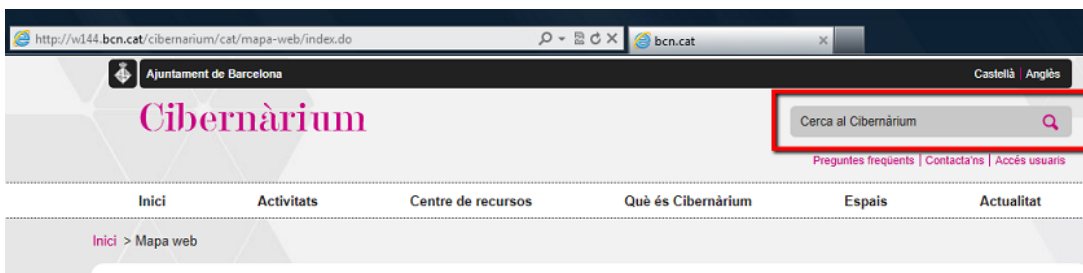 http://w144.bcn.cat/cibernarium/cat/mapa-web/index.do
bcn.cat
Ajuntament de Barcelona
Castellà | Anglès
Cibernàrium
Cerca al Cibernàrium
Preguntes freqüents | Contacta'ns | Accés usuaris
Inici Activitats Centre de recursos Què és Cibernàrium Espais Actualitat
Inici > Mapa web